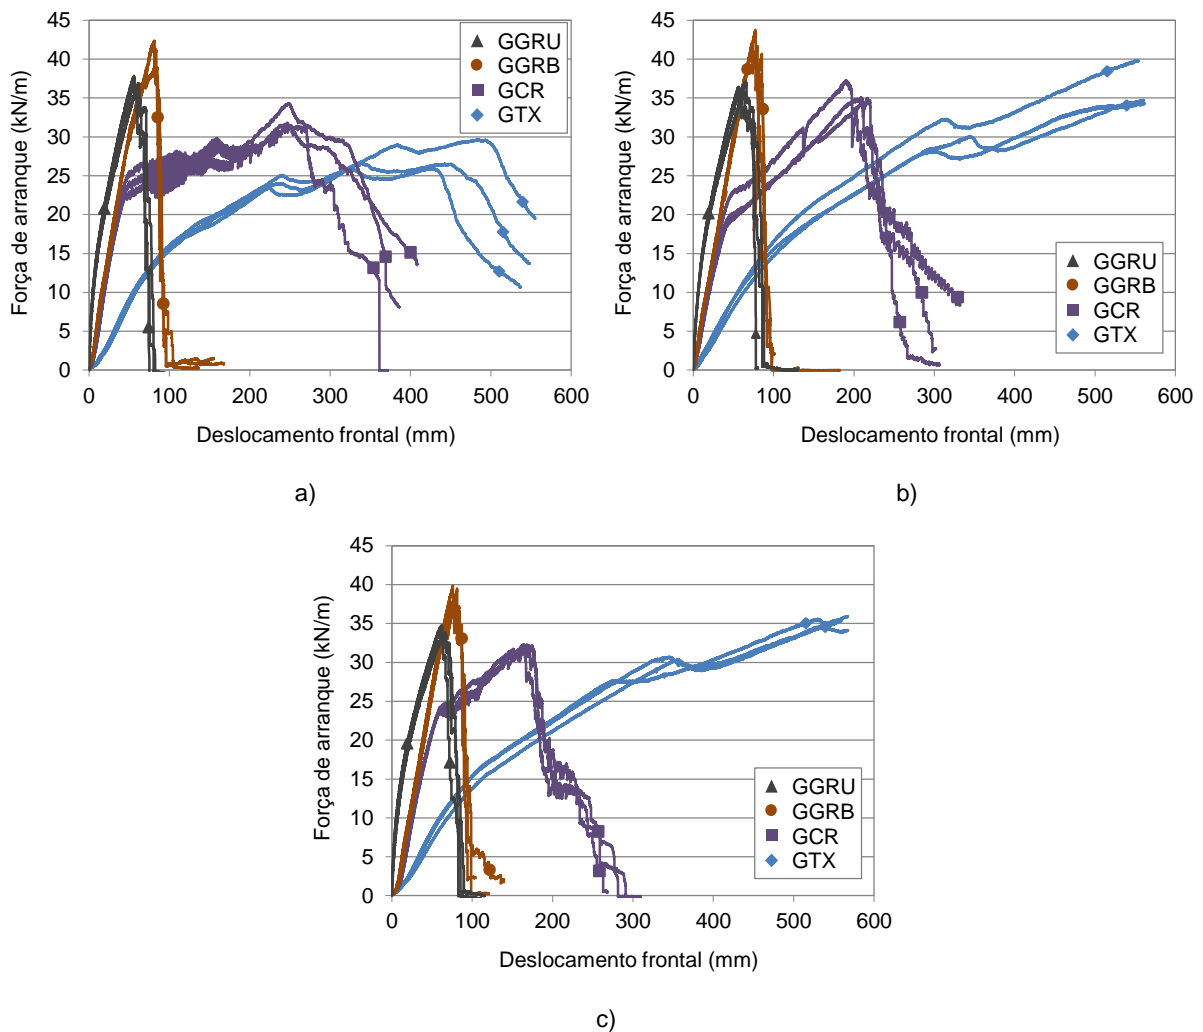 45
40
35
30
25
20
15
10
5
0
Força de arranque (kN/m)
GGRU
GGRB
GCR
GTX
0 100 200 300 400 500 600
Deslocamento frontal (mm)
a)
45
40
35
30
25
20
15
10
5
0
Força de arranque (kN/m)
GGRU
GGRB
GCR
GTX
0 100 200 300 400 500 600
Deslocamento frontal (mm)
b)
45
40
35
30
25
20
15
10
5
0
Força de arranque (kN/m)
GGRU
GGRB
GCR
GTX
0 100 200 300 400 500 600
Deslocamento frontal (mm)
c)